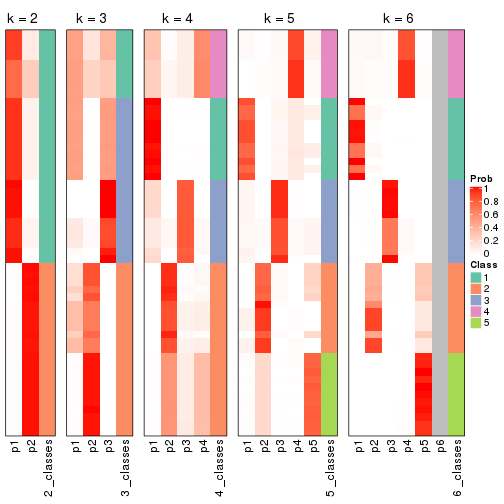 k = 2
k = 3
k = 4
k = 5
k = 6
Prob
1
0.8
0.6
0.4
0.2
0
Class
1
2
3
4
5
p1
p2
2_classes
p1
p2
p3
3_classes
p1
p2
p3
p4
4_classes
p1
p2
p3
p4
p5
5_classes
p1
p2
p3
p4
p5
p6
6_classes